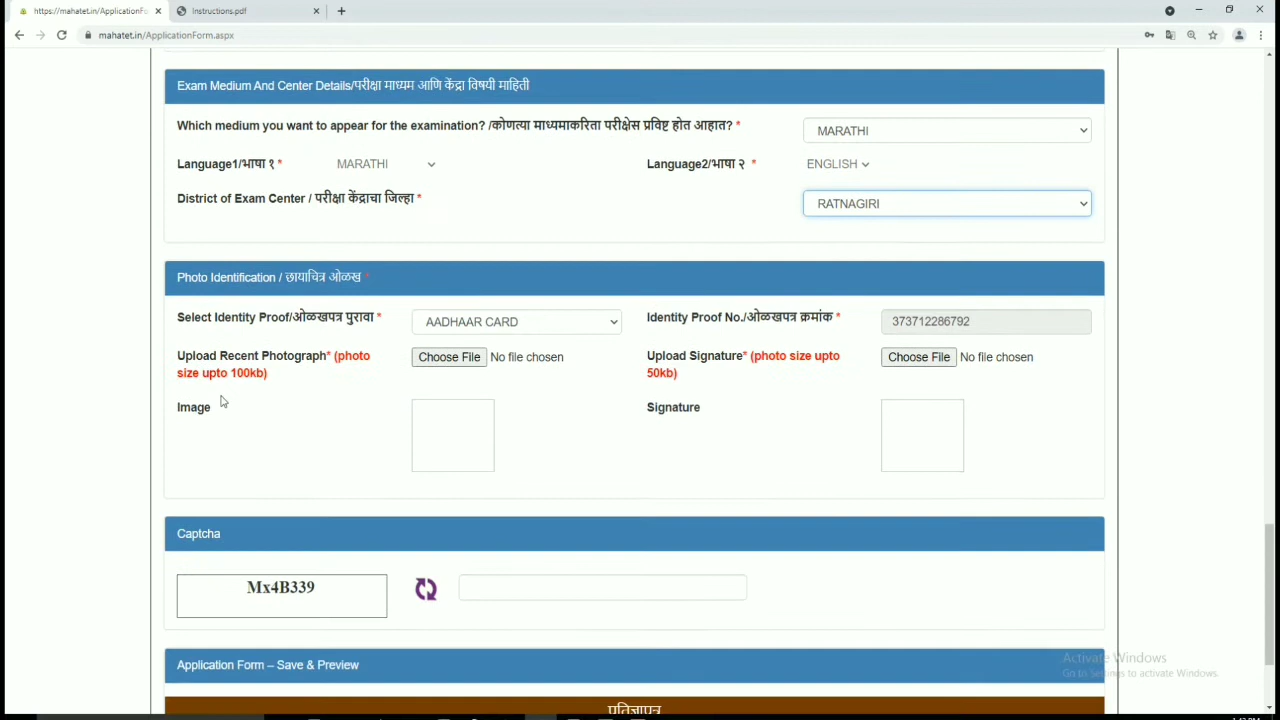 https://mahatet.in/ApplicationFo
Instructions.pdf
mahatet.in/ApplicationForm.aspx
Exam Medium And Center Details/परीक्षा माध्यम आणि केंद्रा विषयी माहिती
Which medium you want to appear for the examination? /कोणत्या माध्यमाकरिता परीक्षेस प्रविष्ट होत आहात? *
MARATHI
Language1/भाषा १ *
MARATHI
Language2/भाषा २ *
ENGLISH
District of Exam Center / परीक्षा केंद्राचा जिल्हा *
RATNAGIRI
Photo Identification / छायाचित्र ओळख *
Select Identity Proof/ओळखपत्र पुरावा *
AADHAAR CARD
Identity Proof No./ओळखपत्र क्रमांक *
373712286792
Upload Recent Photograph* (photo
size upto 100kb)
Choose File No file chosen
Upload Signature* (photo size upto
50kb)
Choose File No file chosen
Image
Signature
Captcha
Mx4B339
Application Form – Save & Preview
Activate Windows
Go to Settings to activate Windows.
प्रतिज्ञापत्र